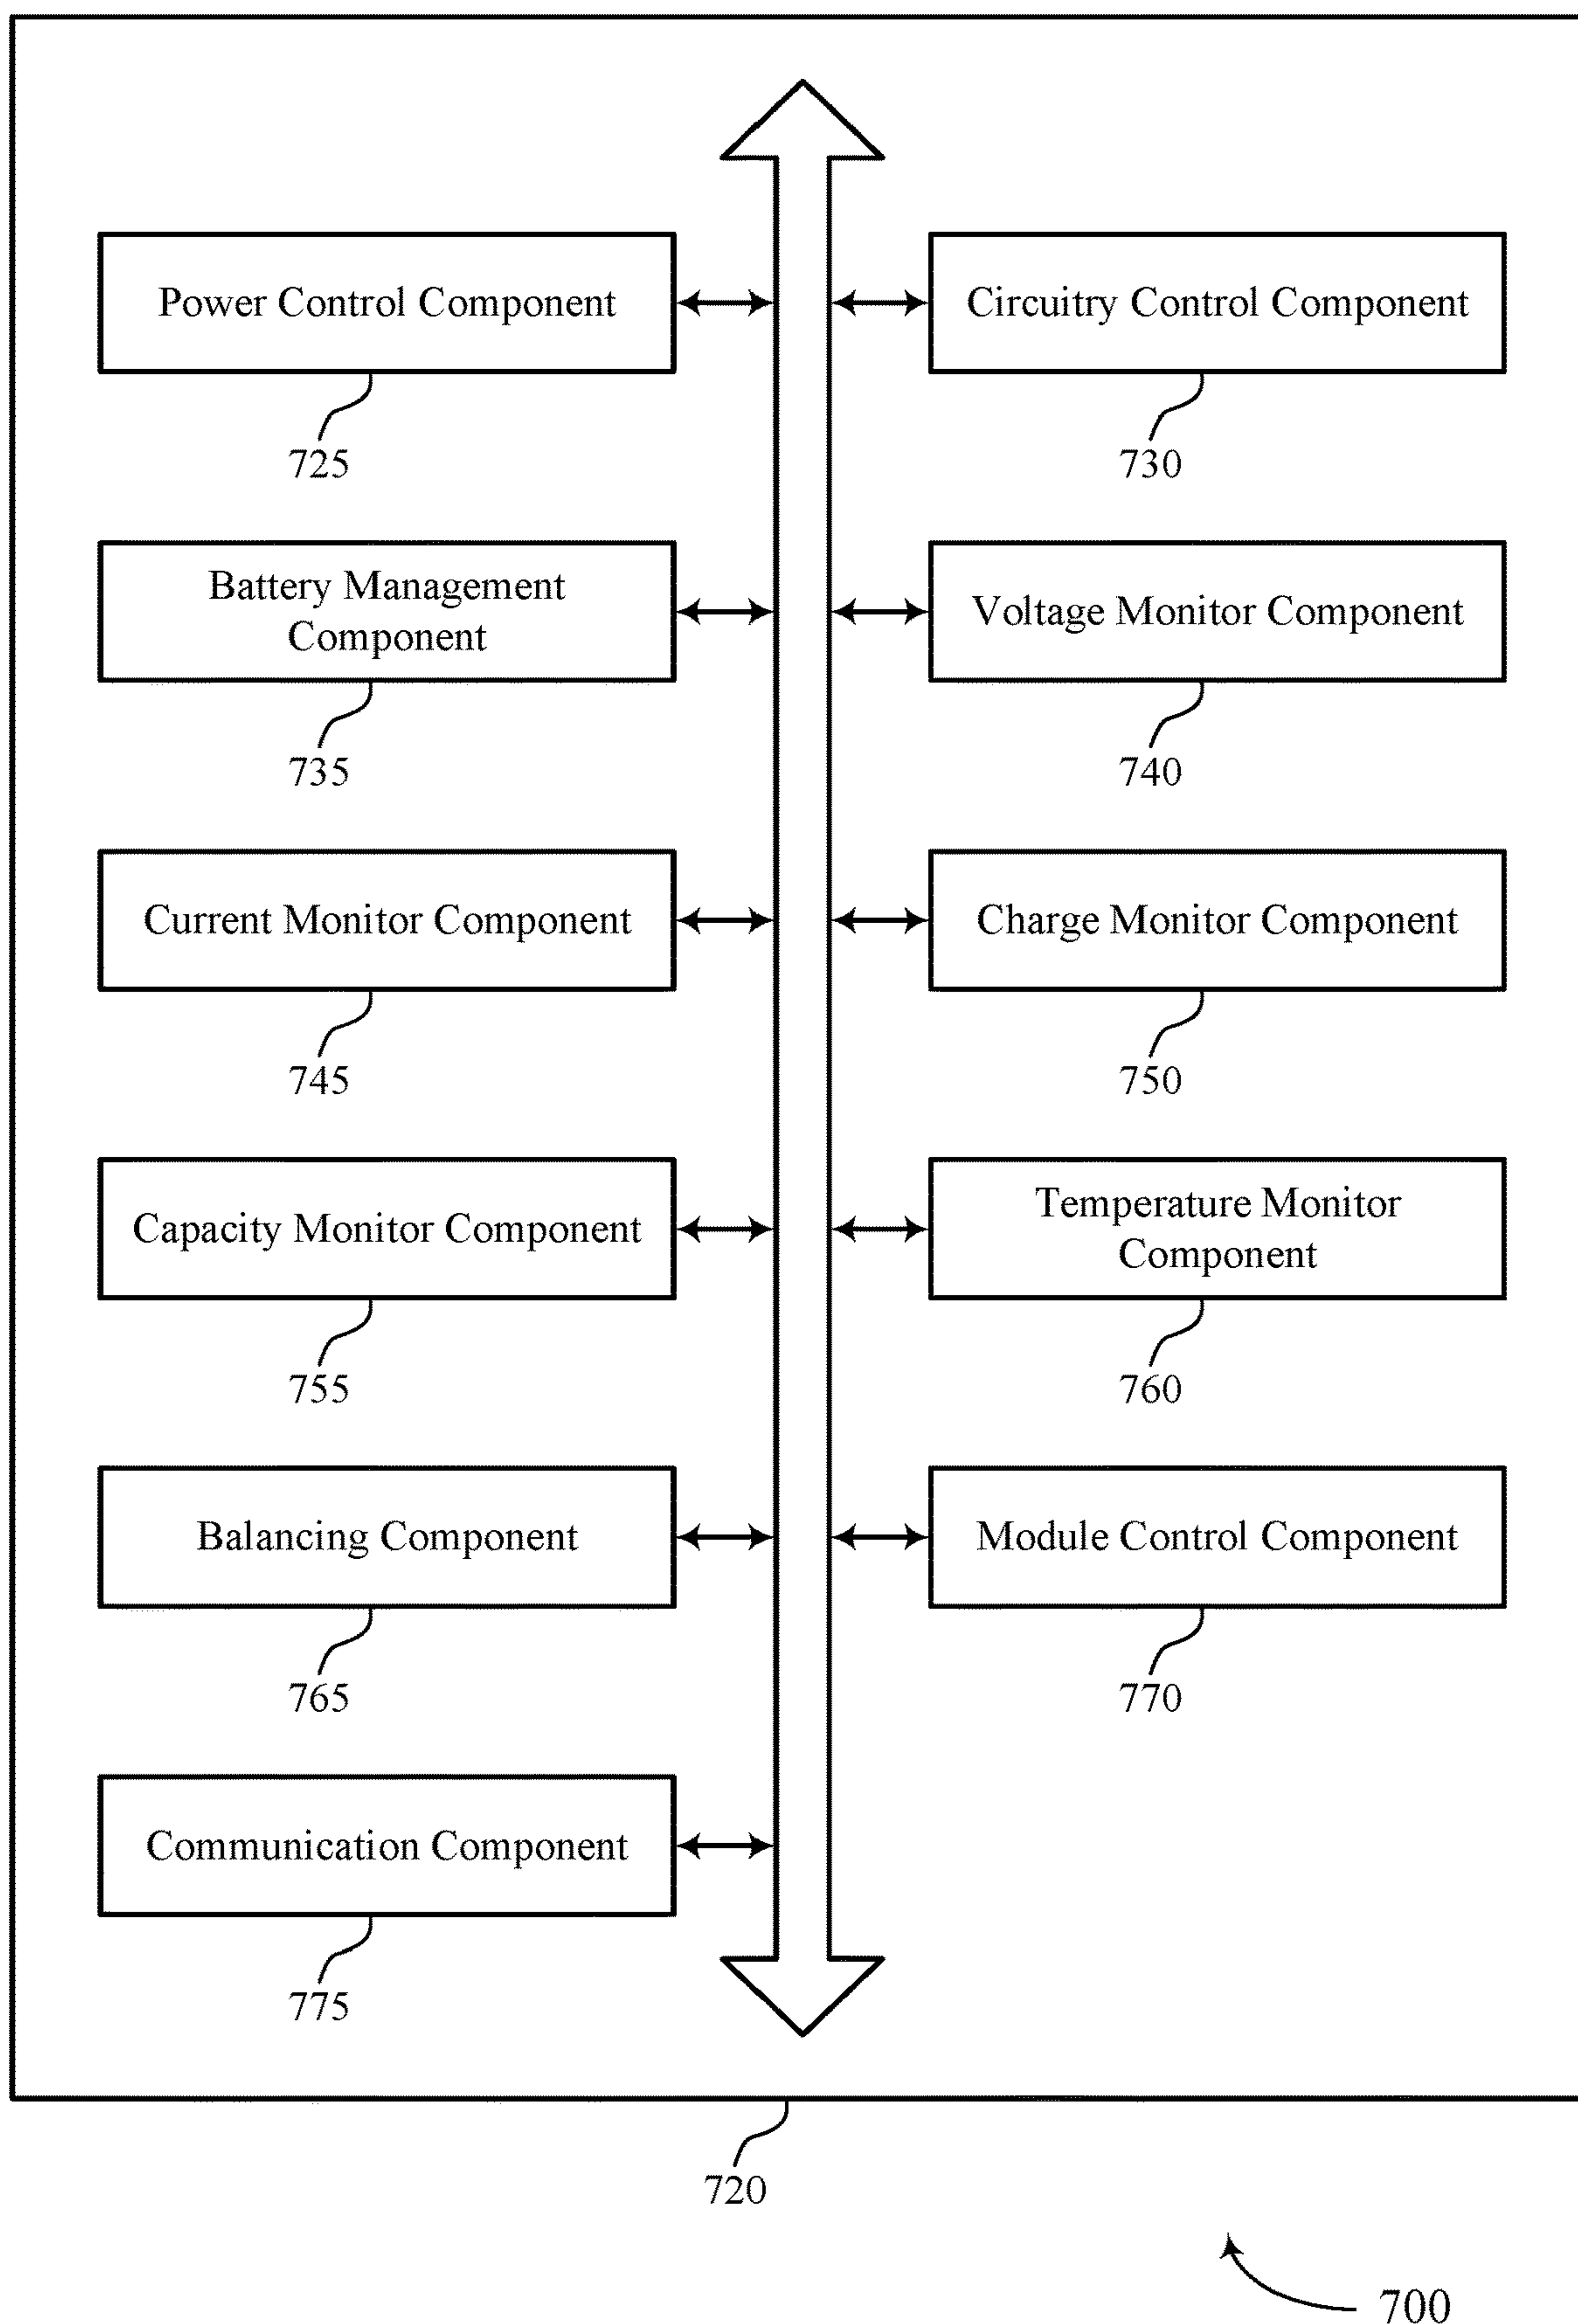 Power Control Component
Circuitry Control Component
725
730
Battery Management
Component
Voltage Monitor Component
735
740
Current Monitor Component
Charge Monitor Component
745
750
Capacity Monitor Component
Temperature Monitor
Component
755
760
Balancing Component
Module Control Component
765
770
Communication Component
775
720
700